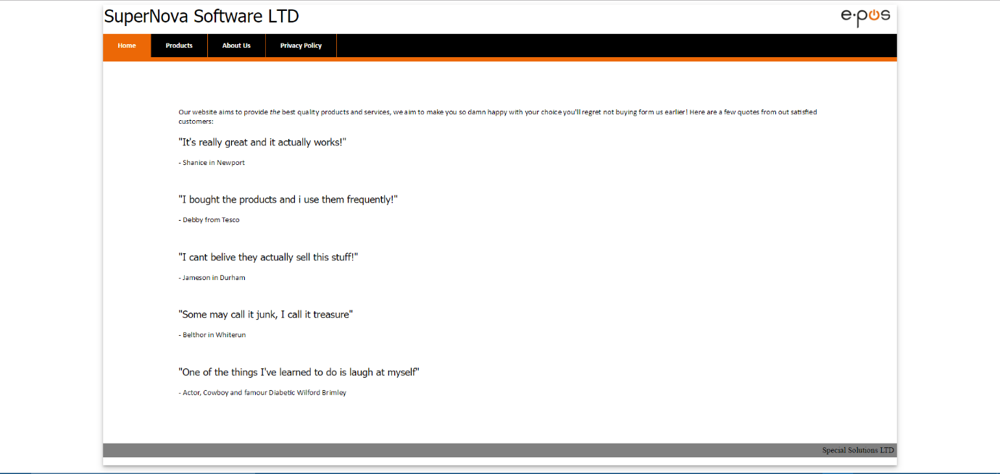 SuperNova Software LTD
e·pos
Home Products About Us Privacy Policy
Our website aims to provide the best quality products and services, we aim to make you so damn happy with your choice you'll regret not buying form us earlier! Here are a few quotes from out satisfied
customers:
"It's really great and it actually works!"
- Shanice in Newport
"I bought the products and i use them frequently!"
- Debby from Tesco
"I cant belive they actually sell this stuff!"
- Jameson in Durham
"Some may call it junk, I call it treasure"
- Belthor in Whiterun
"One of the things I've learned to do is laugh at myself"
- Actor, Cowboy and famour Diabetic Wilford Brimley
Special Solutions LTD